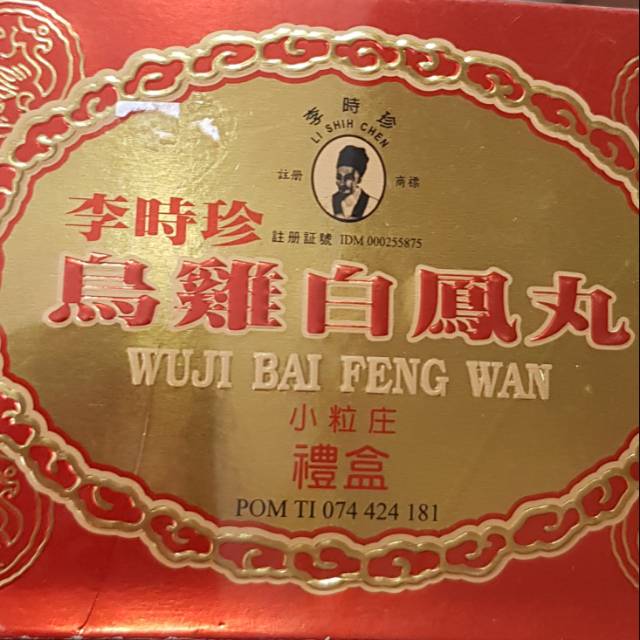 李時珍
LI SHIH CHEN
註册 商標
李時珍
註册証號 IDM 000255875
烏雞白鳳丸
WUJI BAI FENG WAN
小粒庄
禮盒
POM TI 074 424 181